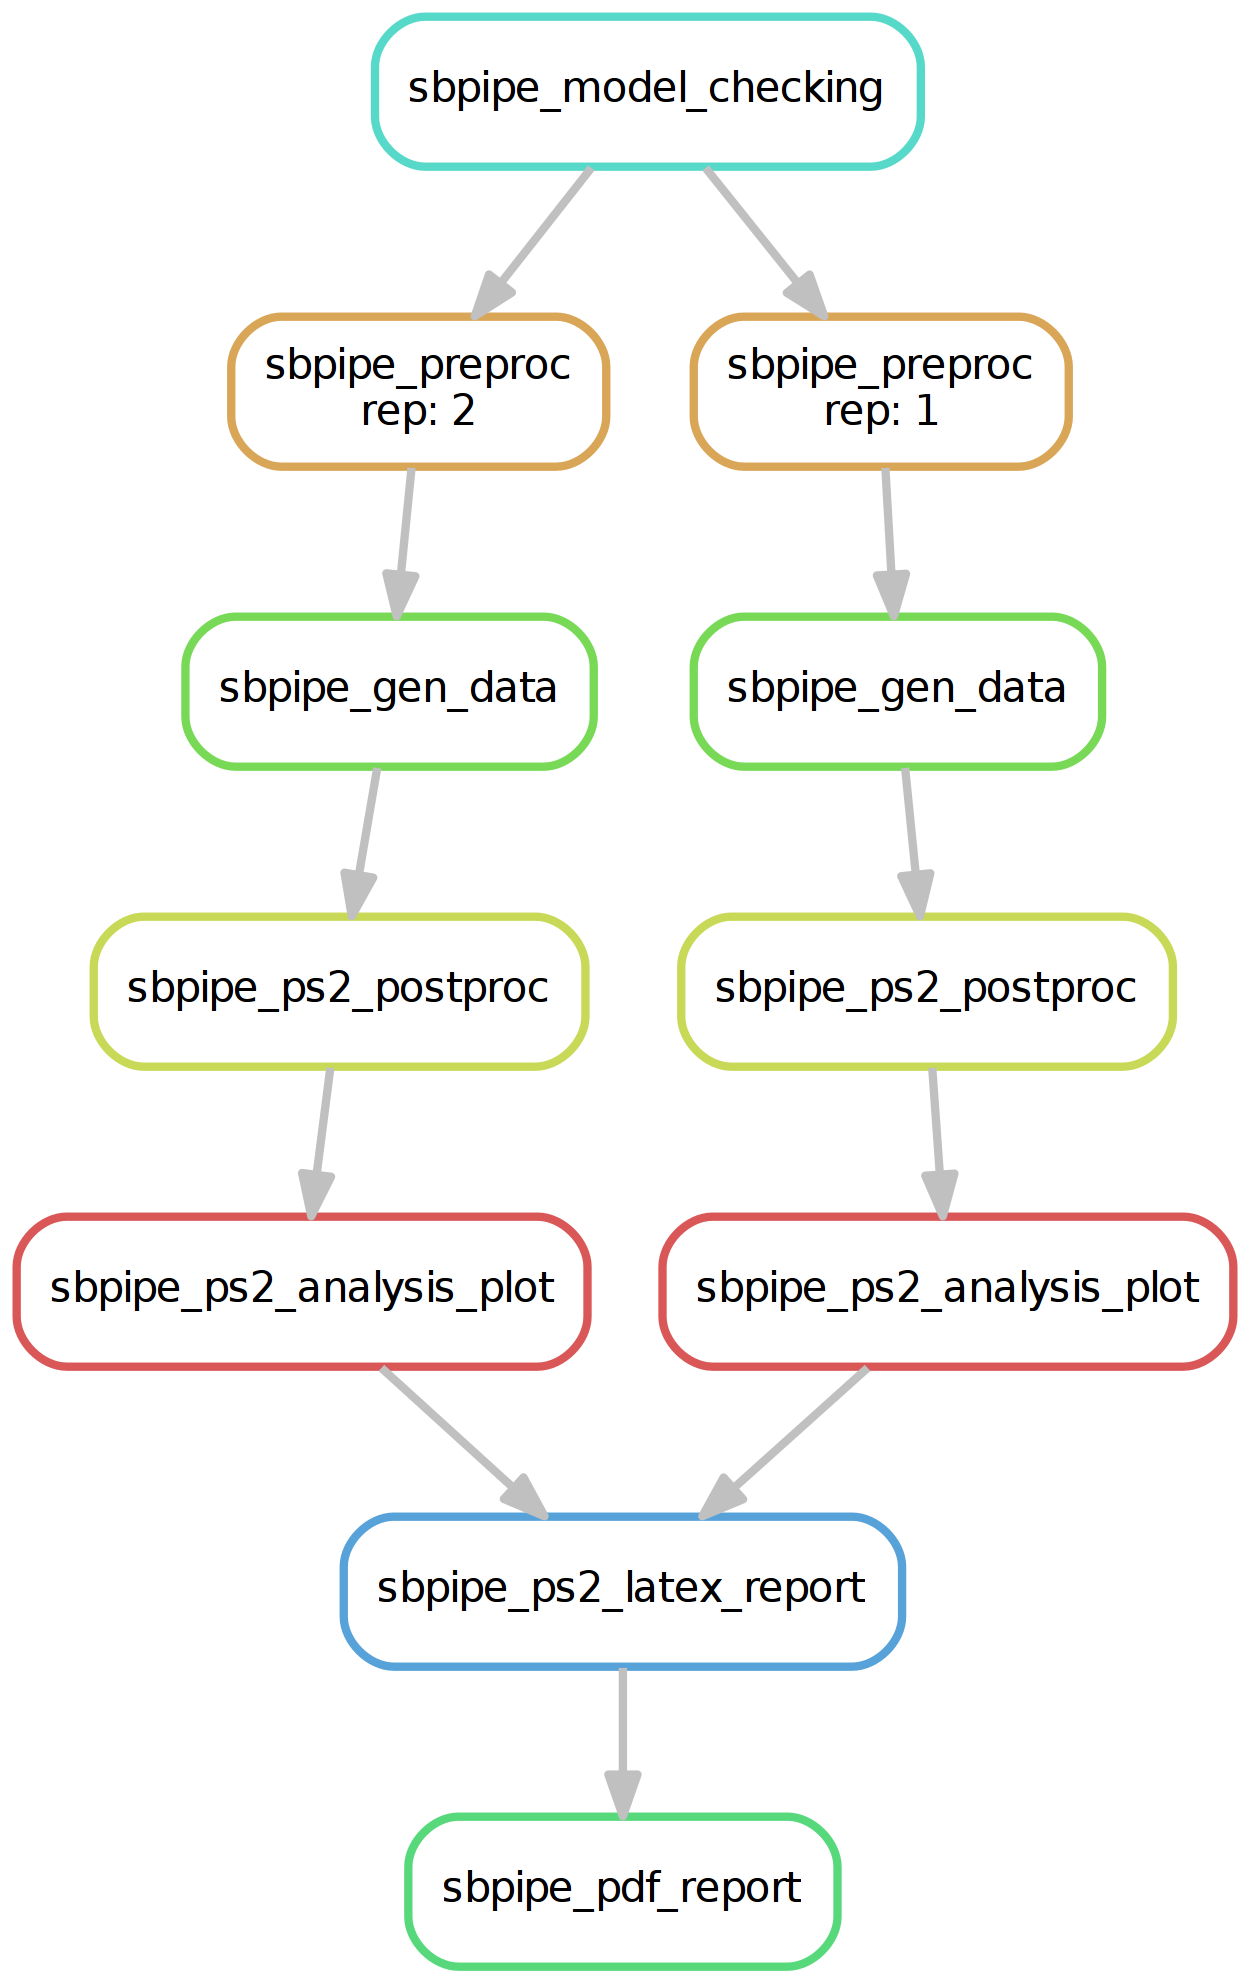 sbpipe_model_checking
sbpipe_preproc
rep: 2
sbpipe_preproc
rep: 1
sbpipe_gen_data
sbpipe_gen_data
sbpipe_ps2_postproc
sbpipe_ps2_postproc
sbpipe_ps2_analysis_plot
sbpipe_ps2_analysis_plot
sbpipe_ps2_latex_report
sbpipe_pdf_report